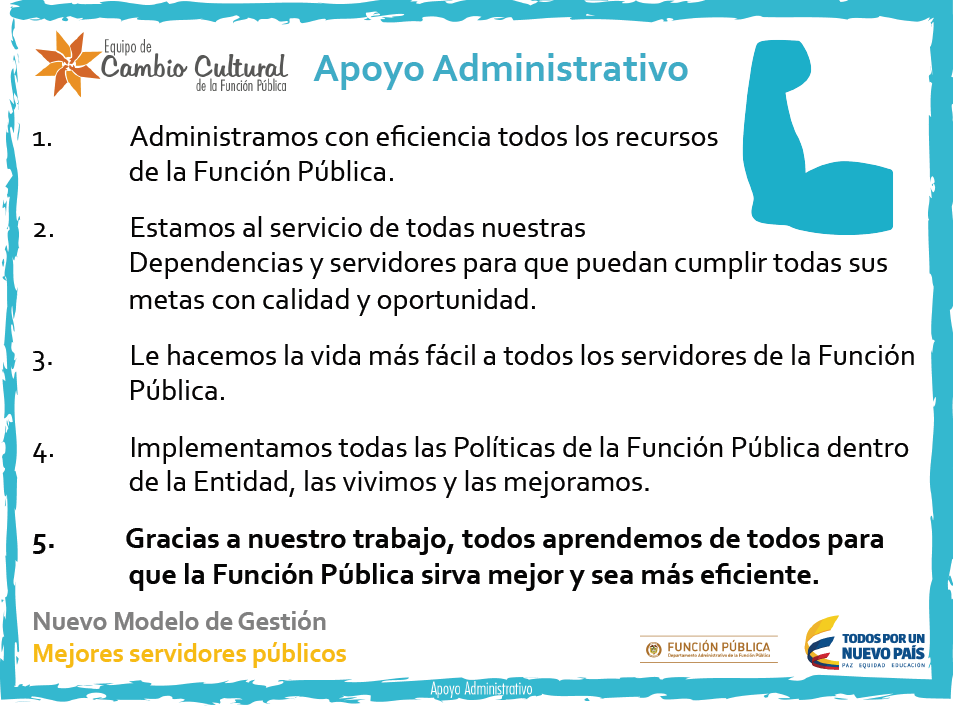 Equipo de
Cambio Cultural
de la Función Pública
Apoyo Administrativo
1. Administramos con eficiencia todos los recursos
de la Función Pública.
2. Estamos al servicio de todas nuestras
Dependencias y servidores para que puedan cumplir todas sus
metas con calidad y oportunidad.
3. Le hacemos la vida más fácil a todos los servidores de la Función
Pública.
4. Implementamos todas las Políticas de la Función Pública dentro
de la Entidad, las vivimos y las mejoramos.
5. Gracias a nuestro trabajo, todos aprendemos de todos para
que la Función Pública sirva mejor y sea más eficiente.
Nuevo Modelo de Gestión
Mejores servidores públicos
FUNCIÓN PÚBLICA
Departamento Administrativo de la Función Pública
TODOS POR UN
NUEVO PAÍS
PAZ EQUIDAD EDUCACIÓN
Apoyo Administrativo